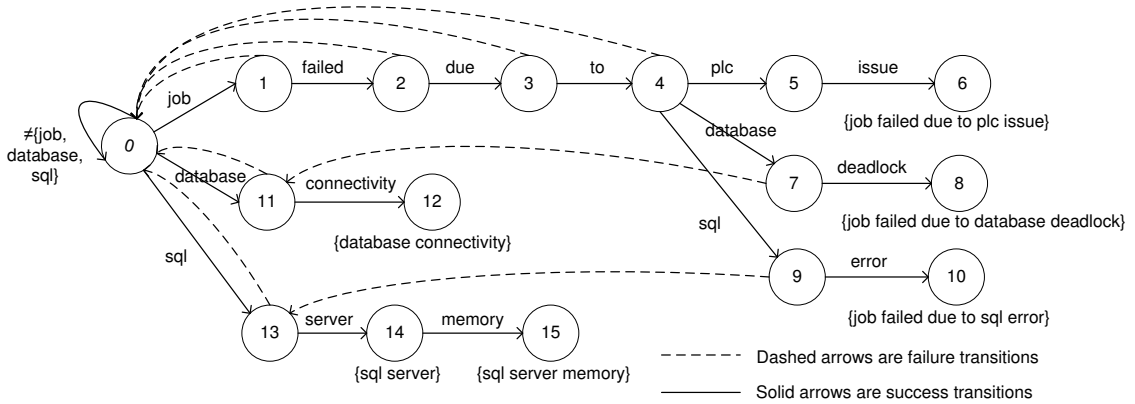 failed
due
to
plc
issue
1
2
3
4
5
6
job
{job failed due to plc issue}
≠{job,
database,
sql}
0
database
database
connectivity
deadlock
11
12
7
8
{database connectivity}
{job failed due to database deadlock}
sql
sql
error
9
10
{job failed due to sql error}
server
memory
13
14
15
{sql server}
{sql server memory}
Dashed arrows are failure transitions
Solid arrows are success transitions